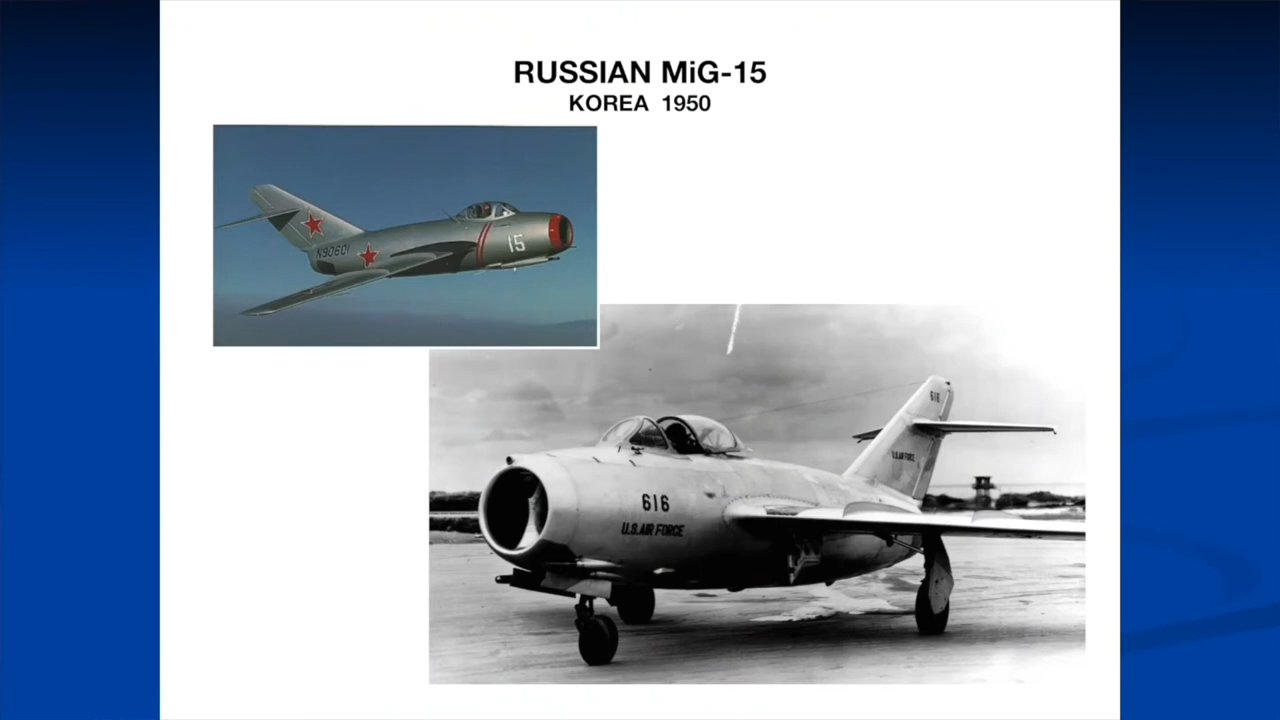 RUSSIAN MiG-15
KOREA 1950
N90601
15
616
U.S. AIR FORCE
616
U.S. AIR FORCE